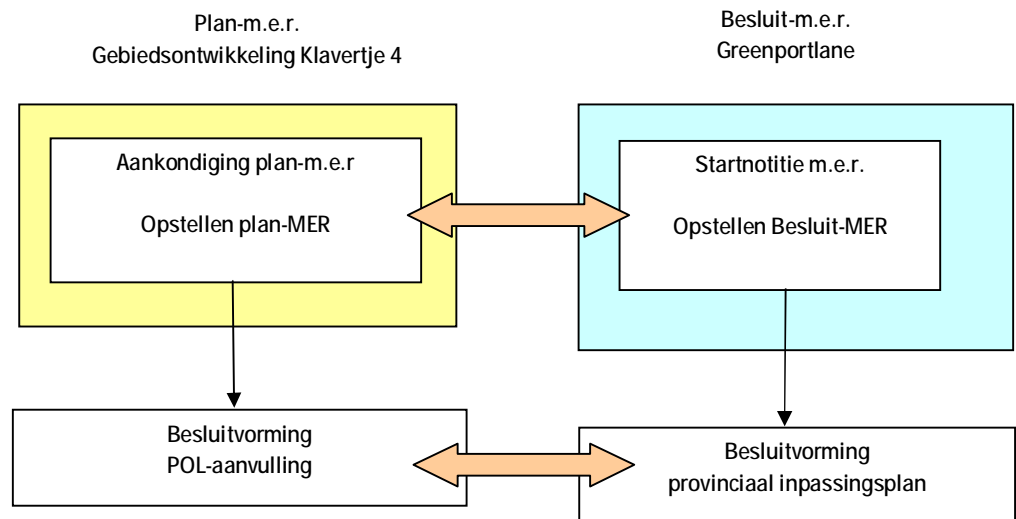 Plan-m.e.r.
Gebiedsontwikkeling Klavertje 4
Besluit-m.e.r.
Greenportlane
Aankondiging plan-m.e.r
Opstellen plan-MER
Startnotitie m.e.r.
Opstellen Besluit-MER
Besluitvorming
POL-aanvulling
Besluitvorming
provinciaal inpassingsplan